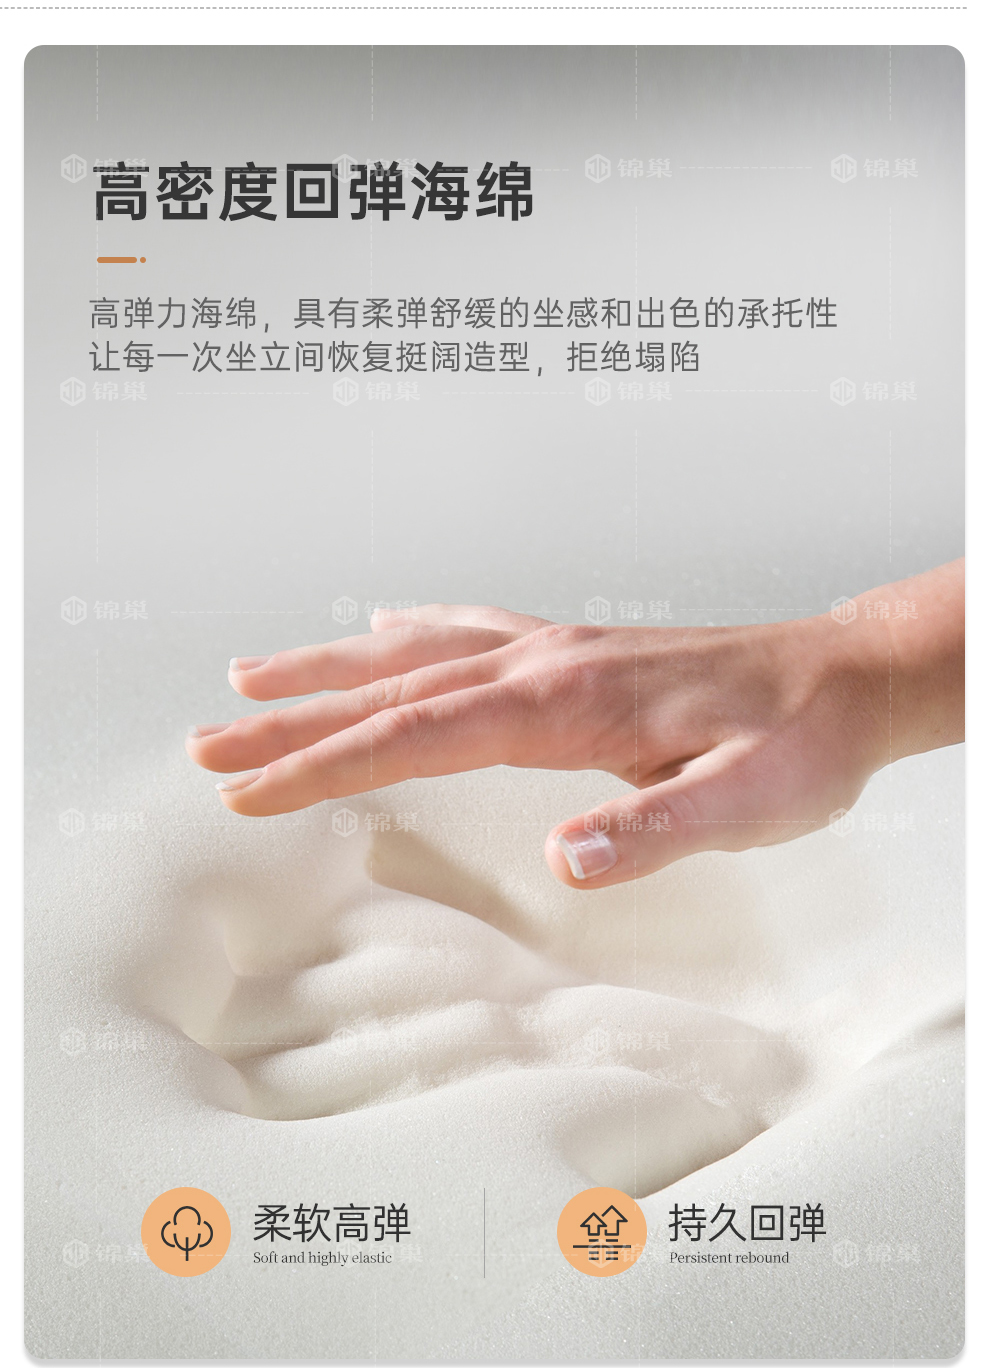 高密度回弹海绵
高弹力海绵，具有柔弹舒缓的坐感和出色的承托性
让每一次坐立间恢复挺阔造型，拒绝塌陷
锦巢 锦巢 锦巢 锦巢
锦巢 锦巢 锦巢 锦巢
锦巢 锦巢 锦巢 锦巢
锦巢 锦巢 锦巢 锦巢
锦巢 锦巢 锦巢 锦巢
柔软高弹
Soft and highly elastic
持久回弹
Persistent rebound
锦巢 锦巢 锦巢 锦巢